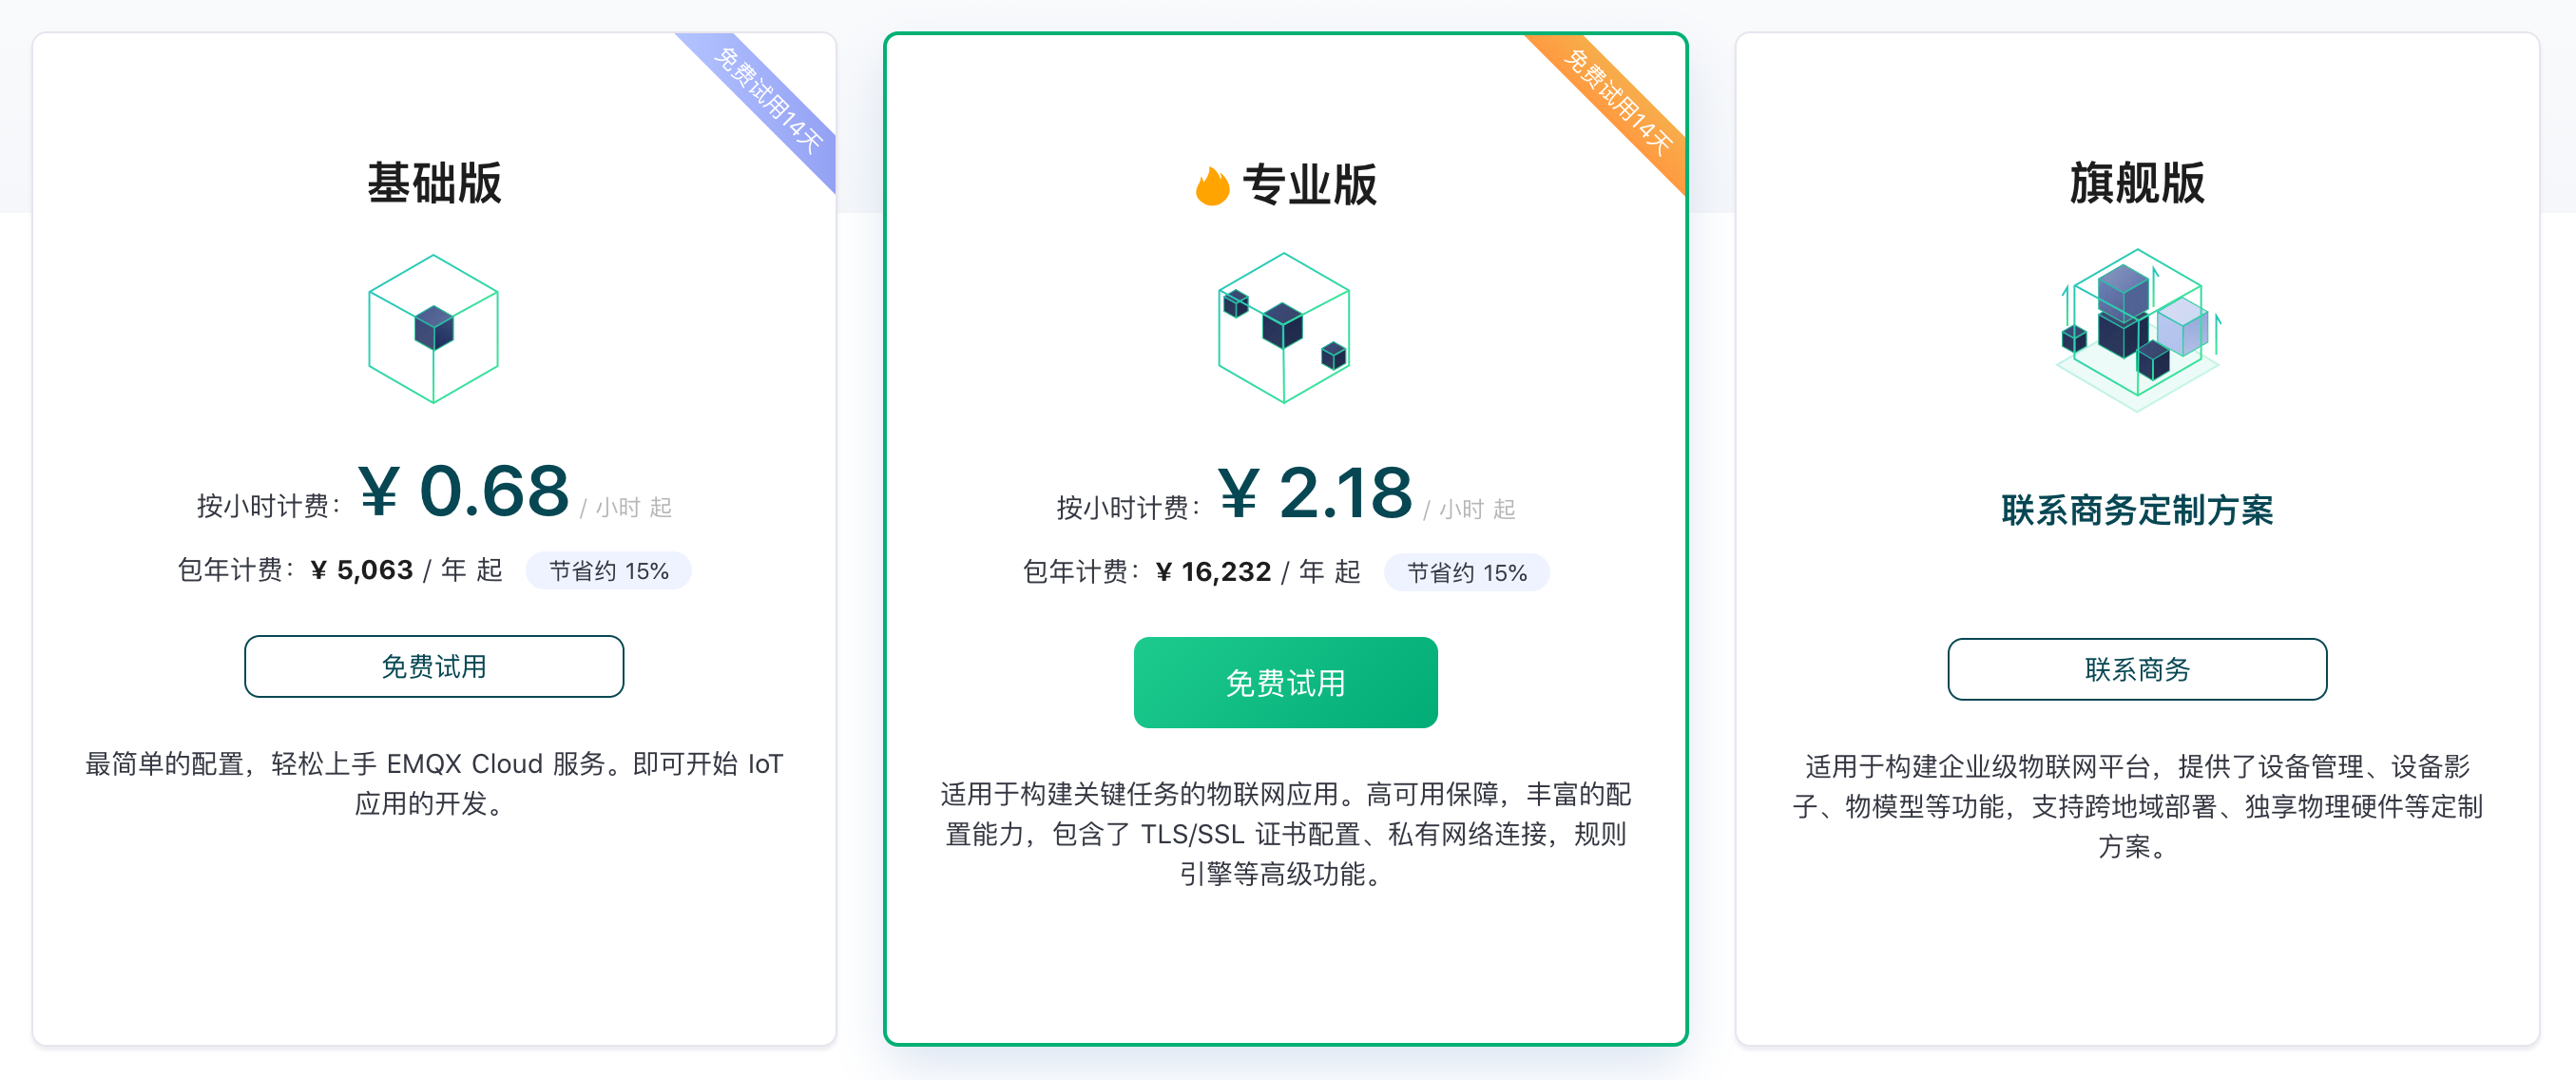 免费试用14天
基础版
按小时计费： ¥ 0.68 / 小时 起
包年计费： ¥ 5,063 / 年 起 节省约 15%
免费试用
最简单的配置，轻松上手 EMQX Cloud 服务。即可开始 IoT
应用的开发。
免费试用14天
专业版
按小时计费： ¥ 2.18 / 小时 起
包年计费： ¥ 16,232 / 年 起 节省约 15%
免费试用
适用于构建关键任务的物联网应用。高可用保障，丰富的配
置能力，包含了 TLS/SSL 证书配置、私有网络连接，规则
引擎等高级功能。
旗舰版
联系商务定制方案
联系商务
适用于构建企业级物联网平台，提供了设备管理、设备影
子、物模型等功能，支持跨地域部署、独享物理硬件等定制
方案。